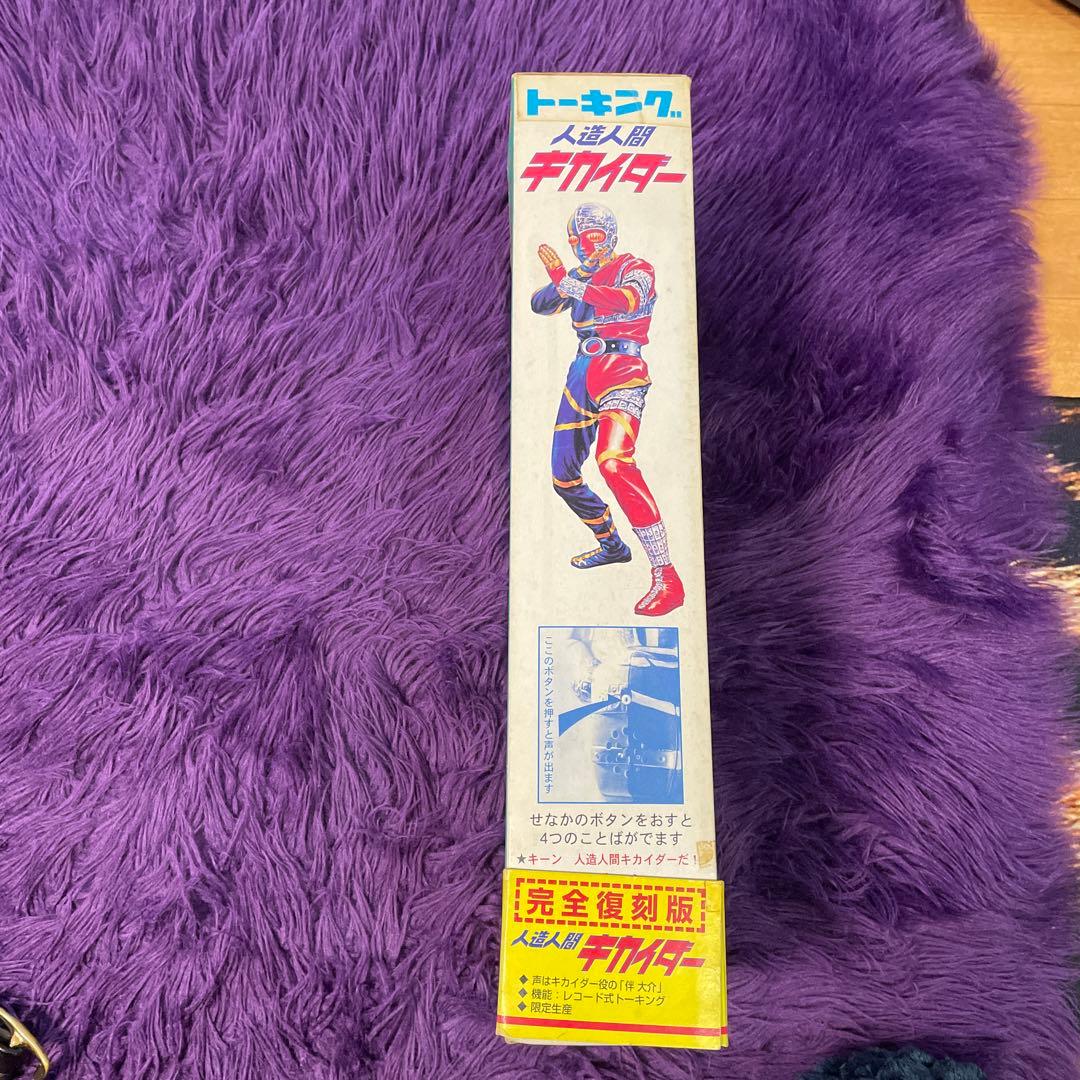 トーキング
人造人間
キカイダー
ここのボタンを押すと声が出ます
せなかのボタンをおすと
4つのことばがでます
★キーン 人造人間キカイダーだ!
完全復刻版
人造人間 キカイダー
◆ 声はキカイダー役の「伴 大介」
◆ 機能:レコード式トーキング
◆ 限定生産